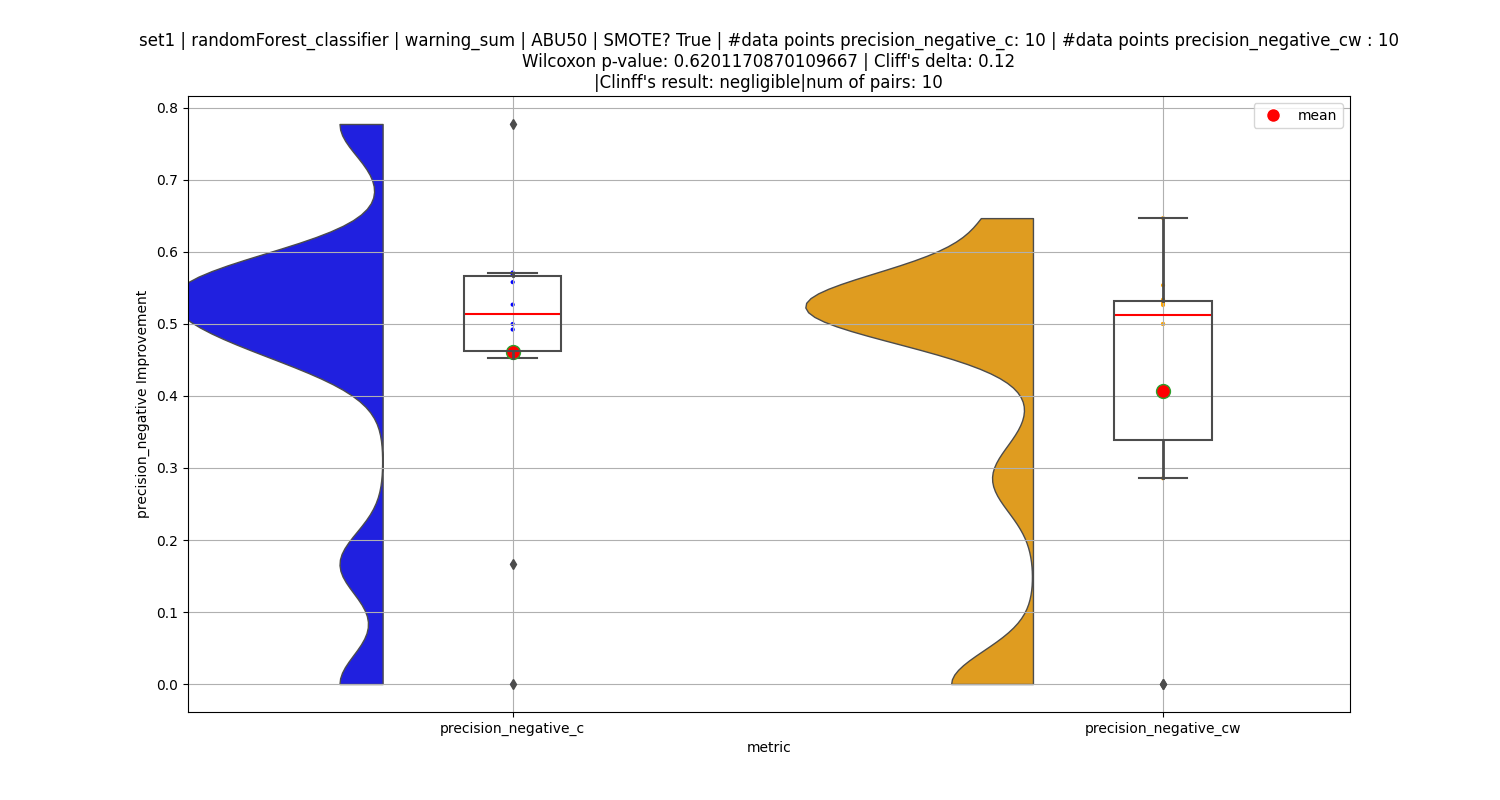 set1 | randomForest_classifier | warning_sum | ABU50 | SMOTE? True | #data points precision_negative_c: 10 | #data points precision_negative_cw : 10
Wilcoxon p-value: 0.6201170870109667 | Cliff's delta: 0.12
|Clinff's result: negligible|num of pairs: 10
mean
0.8
0.7
0.6
0.5
0.4
0.3
0.2
0.1
0.0
precision_negative Improvement
precision_negative_c
precision_negative_cw
metric